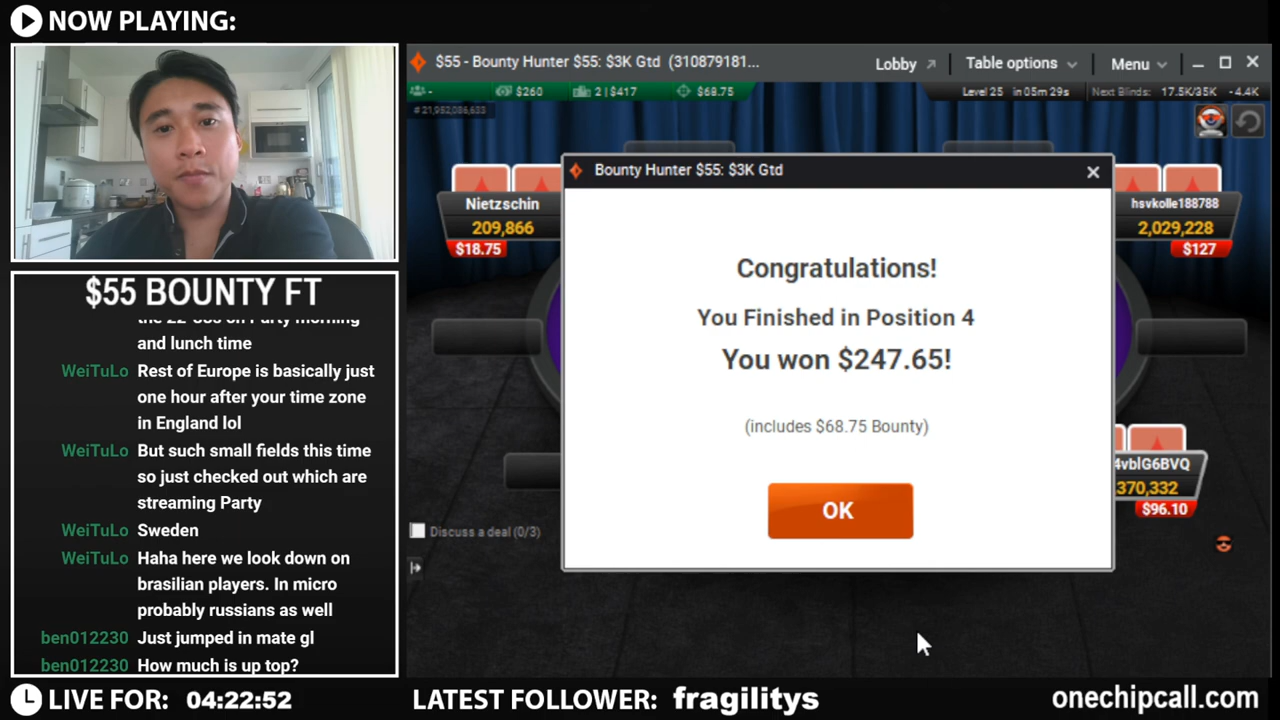 NOW PLAYING:
$55 - Bounty Hunter $55: $3K Gtd (310879181...
Lobby
Table options
Menu
-
$260
2 | $417
$68.75
Level 25 in 05m 29s
Next Blinds: 17.5K/35K -4.4K
#21,952,086,633
Nietzschin
209,866
$18.75
hsvkolle188788
2,029,228
$127
Bounty Hunter $55: $3K Gtd
Congratulations!
You Finished in Position 4
You won $247.65!
(includes $68.75 Bounty)
OK
4vblG6BVQ
370,332
$96.10
Discuss a deal (0/3)
$55 BOUNTY FT
and lunch time
WeiTuLo Rest of Europe is basically just
one hour after your time zone
in England lol
WeiTuLo But such small fields this time
so just checked out which are
streaming Party
WeiTuLo Sweden
WeiTuLo Haha here we look down on
brasilian players. In micro
probably russians as well
ben012230 Just jumped in mate gl
ben012230 How much is up top?
LIVE FOR: 04:22:52
LATEST FOLLOWER: fragilitys
onechipcall.com